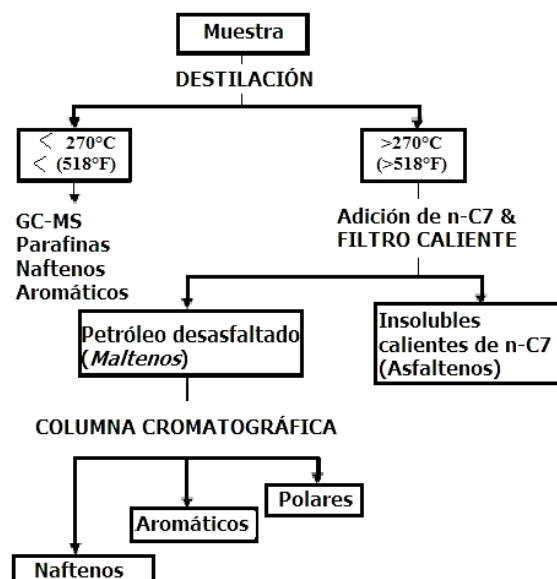 Muestra
DESTILACIÓN
< 270°C
< (518°F)
>270°C
(>518°F)
GC-MS
Parafinas
Naftenos
Aromáticos
Adición de n-C7 &
FILTRO CALIENTE
Petróleo desasfaltado
(Maltenos)
Insolubles
calientes de n-C7
(Asfaltenos)
COLUMNA CROMATOGRÁFICA
Polares
Aromáticos
Naftenos